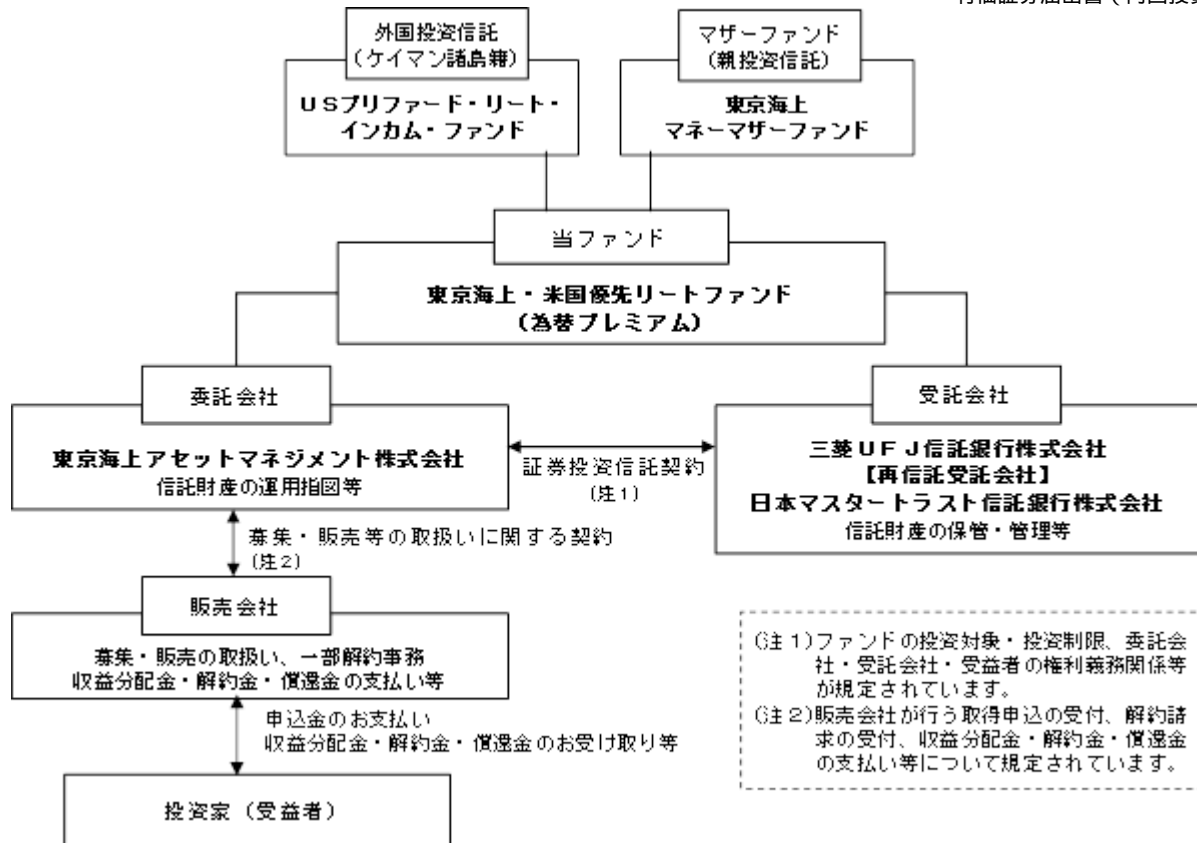 外国投資信託
(ケイマン諸島籍)
USプリファード・リート・
インカム・ファンド
マザーファンド
(親投資信託)
東京海上
マネーマザーファンド
当ファンド
東京海上・米国優先リートファンド
(為替プレミアム)
委託会社
東京海上アセットマネジメント株式会社
信託財産の運用指図等
証券投資信託契約
(注1)
受託会社
三菱UFJ信託銀行株式会社
【再信託受託会社】
日本マスタートラスト信託銀行株式会社
信託財産の保管・管理等
募集・販売等の取扱いに関する契約
(注2)
販売会社
募集・販売の取扱い、一部解約事務
収益分配金・解約金・償還金の支払い等
申込金のお支払い
収益分配金・解約金・償還金のお受け取り等
投資家(受益者)
(注1)ファンドの投資対象・投資制限、委託会
社・受託会社・受益者の権利義務関係等
が規定されています。
(注2)販売会社が行う取得申込の受付、解約請
求の受付、収益分配金・解約金・償還金
の支払い等について規定されています。